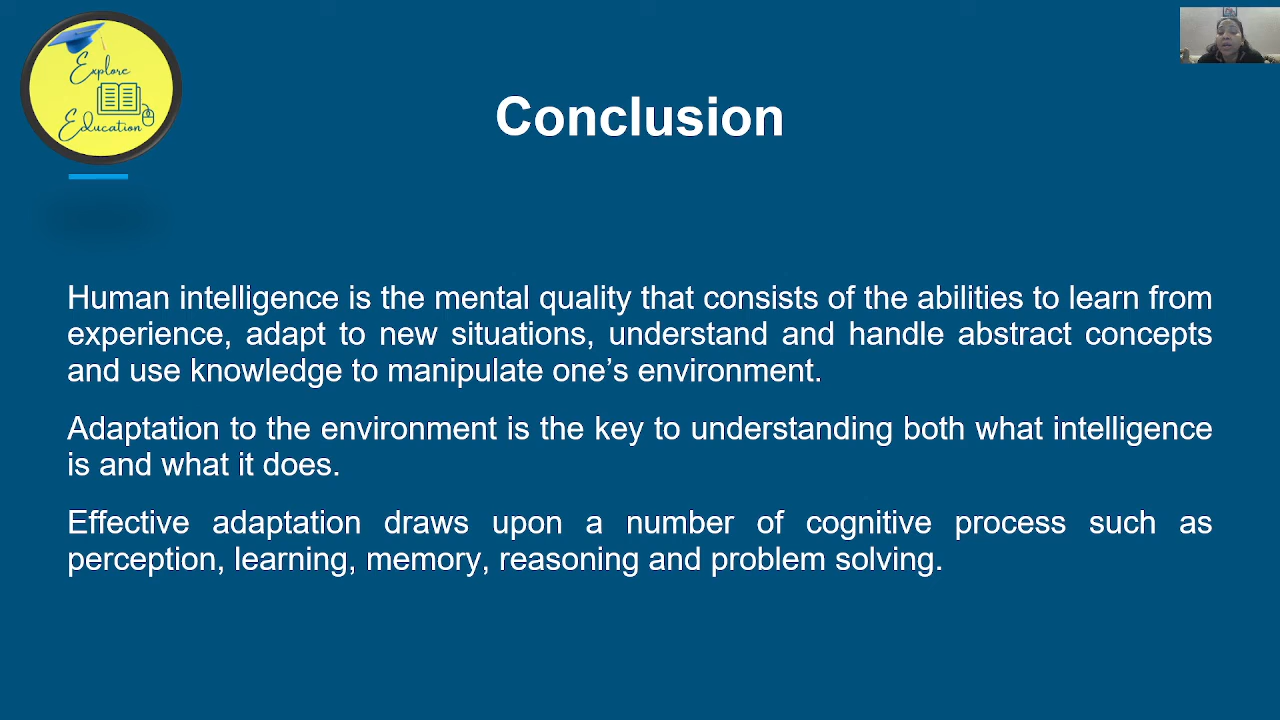 Explore
Education
Conclusion
Human intelligence is the mental quality that consists of the abilities to learn from
experience, adapt to new situations, understand and handle abstract concepts
and use knowledge to manipulate one’s environment.
Adaptation to the environment is the key to understanding both what intelligence
is and what it does.
Effective adaptation draws upon a number of cognitive process such as
perception, learning, memory, reasoning and problem solving.